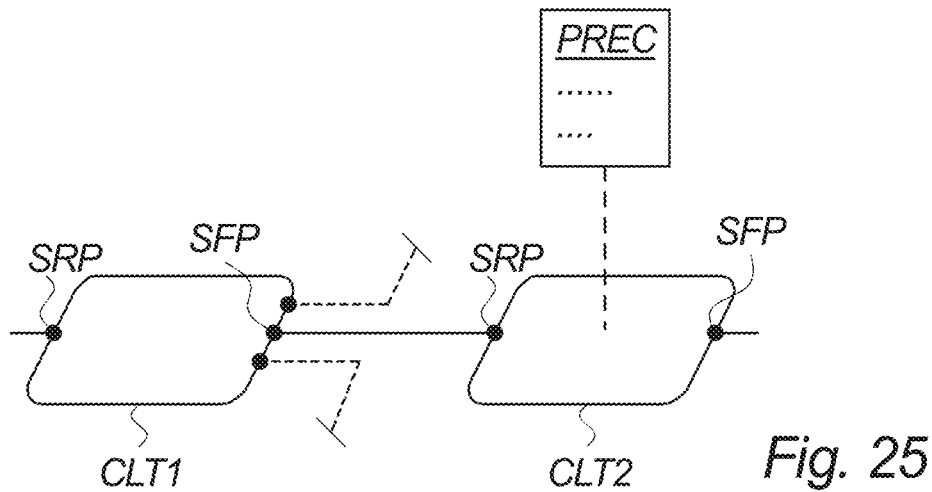 PREC
SRP
SFP
SRP
SFP
CLT1
CLT2
Fig. 25